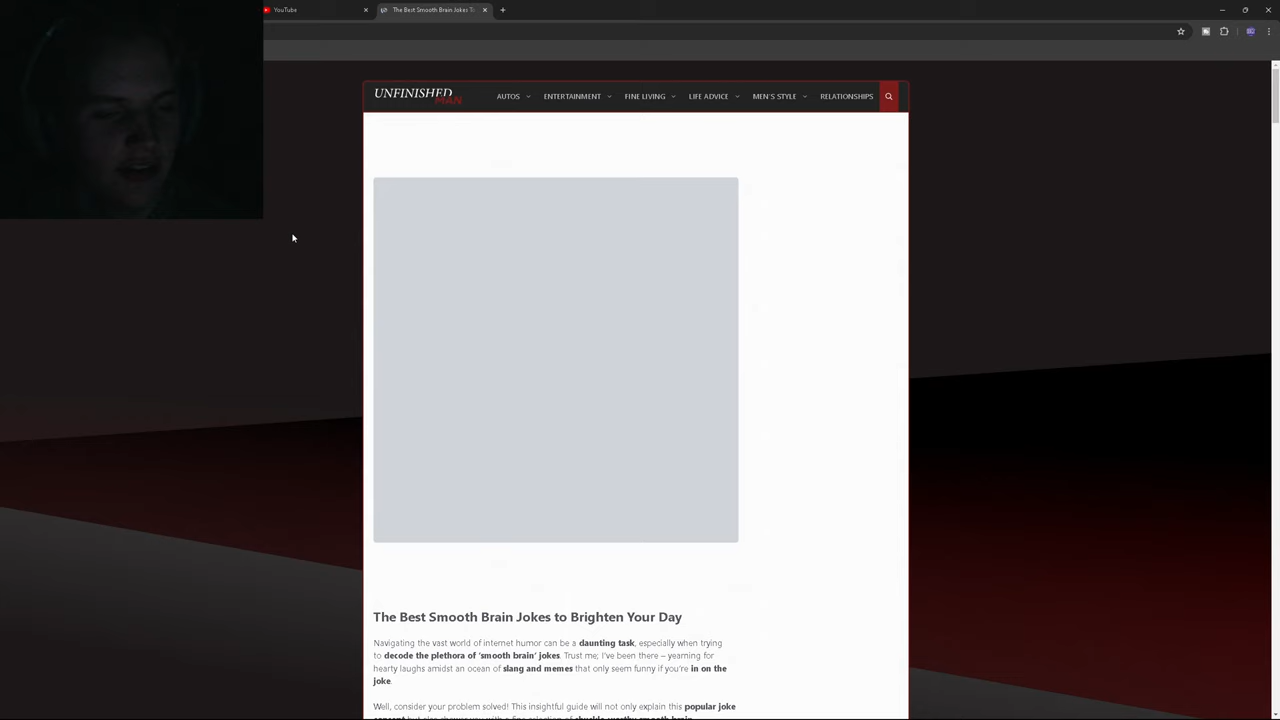 YouTube
The Best Smooth Brain Jokes T
UNFINISHED MAN
AUTOS
ENTERTAINMENT
FINE LIVING
LIFE ADVICE
MEN'S STYLE
RELATIONSHIPS
The Best Smooth Brain Jokes to Brighten Your Day
Navigating the vast world of internet humor can be a daunting task, especially when trying
to decode the plethora of 'smooth brain' jokes. Trust me; I've been there – yearning for
hearty laughs amidst an ocean of slang and memes that only seem funny if you're in on the
joke.
Well, consider your problem solved! This insightful guide will not only explain this popular joke